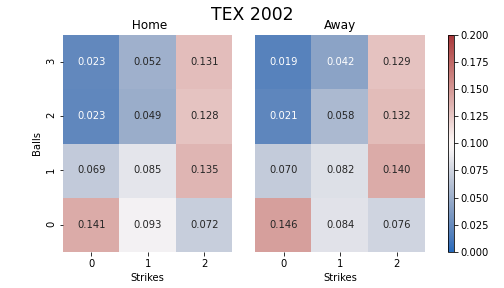 TEX 2002
Home Away
3 0.023 0.052 0.131 0.019 0.042 0.129
2 0.023 0.049 0.128 0.021 0.058 0.132
1 0.069 0.085 0.135 0.070 0.082 0.140
0 0.141 0.093 0.072 0.146 0.084 0.076
0 1 2 0 1 2
Strikes Strikes
Balls
0.200
0.175
0.150
0.125
0.100
0.075
0.050
0.025
0.000